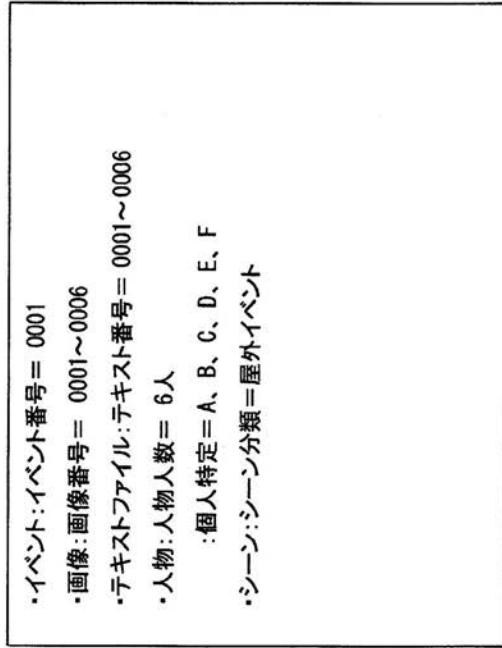 ・イベント:イベント番号= 0001
・画像:画像番号= 0001~0006
・テキストファイル:テキスト番号= 0001~0006
・人物:人物人数= 6人
:個人特定=A、B、C、D、E、F
・シーン:シーン分類=屋外イベント